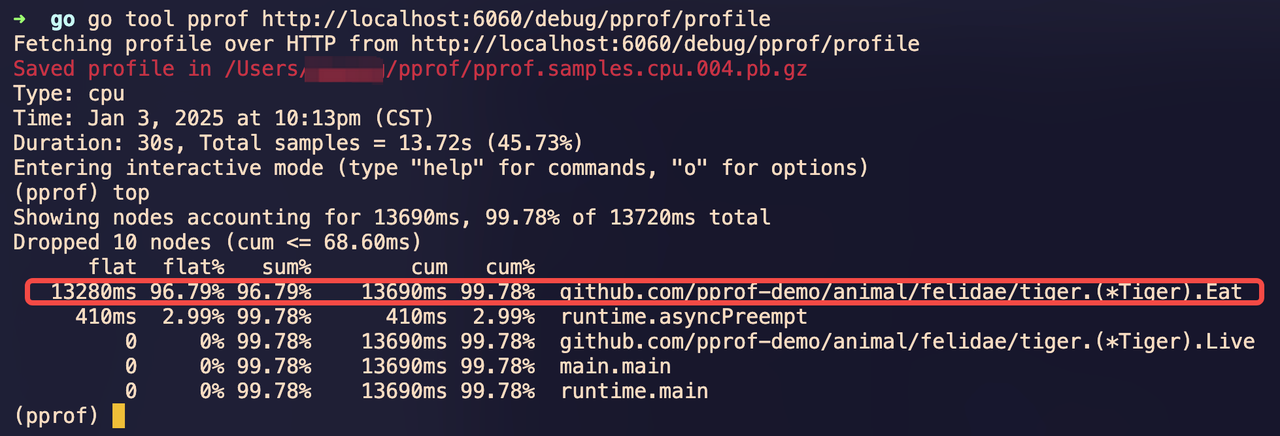 ➜ go go tool pprof http://localhost:6060/debug/pprof/profile
Fetching profile over HTTP from http://localhost:6060/debug/pprof/profile
Saved profile in /Users/ /pprof/pprof.samples.cpu.004.pb.gz
Type: cpu
Time: Jan 3, 2025 at 10:13pm (CST)
Duration: 30s, Total samples = 13.72s (45.73%)
Entering interactive mode (type "help" for commands, "o" for options)
(pprof) top
Showing nodes accounting for 13690ms, 99.78% of 13720ms total
Dropped 10 nodes (cum <= 68.60ms)
flat flat% sum% cum cum%
13280ms 96.79% 96.79% 13690ms 99.78% github.com/pprof-demo/animal/felidae/tiger.(*Tiger).Eat
410ms 2.99% 99.78% 410ms 2.99% runtime.asyncPreempt
0 0% 99.78% 13690ms 99.78% github.com/pprof-demo/animal/felidae/tiger.(*Tiger).Live
0 0% 99.78% 13690ms 99.78% main.main
0 0% 99.78% 13690ms 99.78% runtime.main
(pprof)